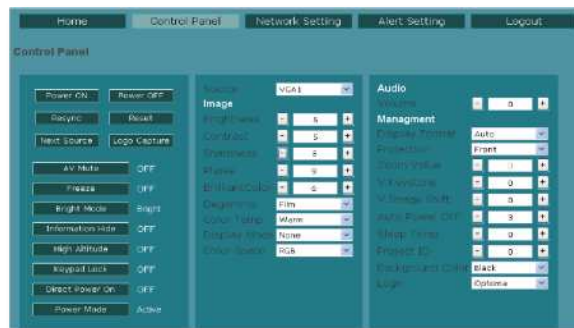 Home
Control Panel
Network Setting
Alert Setting
Logout
Control Panel
Power ON
Power OFF
Resync
Reset
Next Source
Logo Capture
AV Mute OFF
Freeze OFF
Bright Mode Bright
Information Hide OFF
High Altitude OFF
Keypad Lock OFF
Direct Power On OFF
Power Mode Active
Source VGA1
Image
Brightness - 5 +
Contrast - 5 +
Sharpness - +
Phase - 9 +
BrilliantColor - 6 +
Degamma Film
Color Temp Warm
Display Mode None
Color Space RGB
Audio
Volume - 0 +
Managment
Display Format Auto
Projection Front
Zoom Value - +
V Keystone - 0 +
V Image Shift - 0 +
Auto Power OFF - 3 +
Sleep Timer - 0 +
Project ID - 0 +
Background Color Black
Logo Optoma